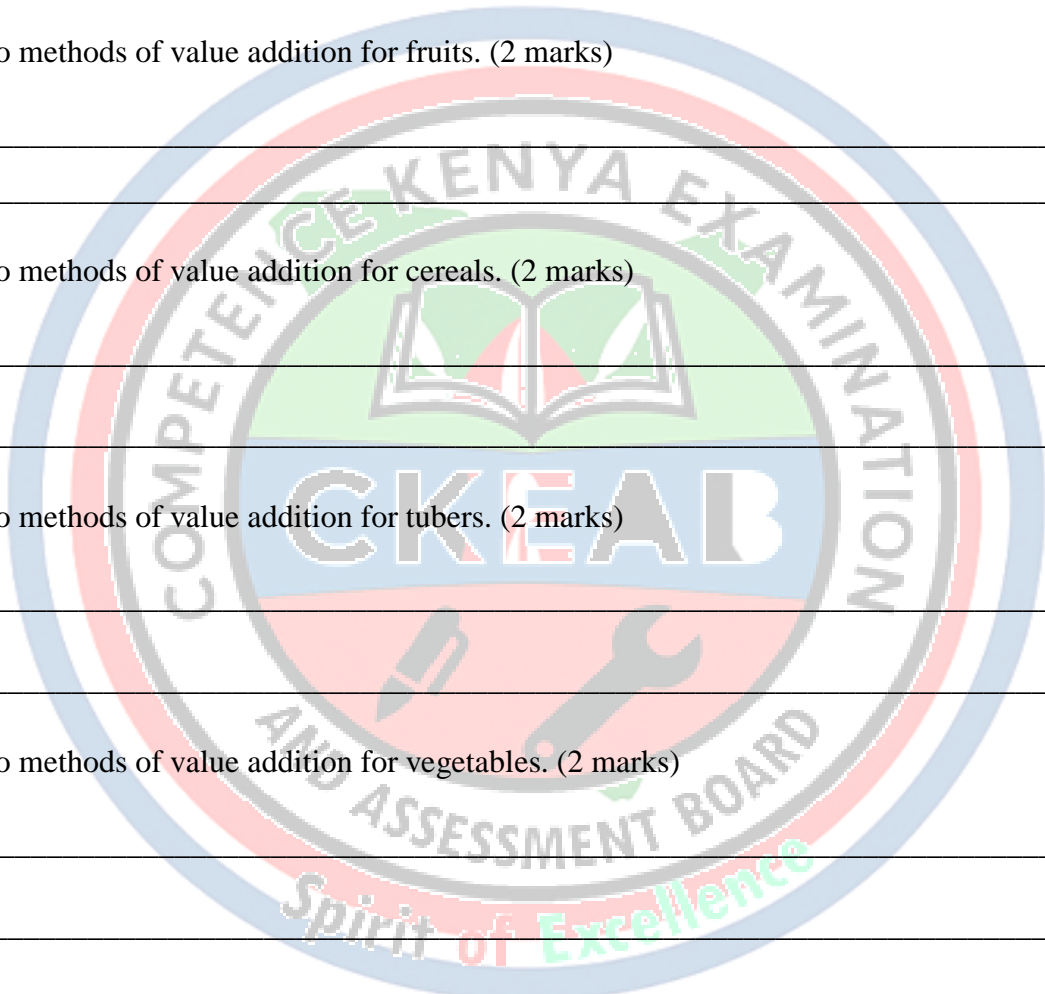 o methods of value addition for fruits. (2 marks)
o methods of value addition for cereals. (2 marks)
o methods of value addition for tubers. (2 marks)
o methods of value addition for vegetables. (2 marks)
COMPETENCE KENYA EXAMINATION
CKEAB
AND ASSESSMENT BOARD
Spirit of Excellence